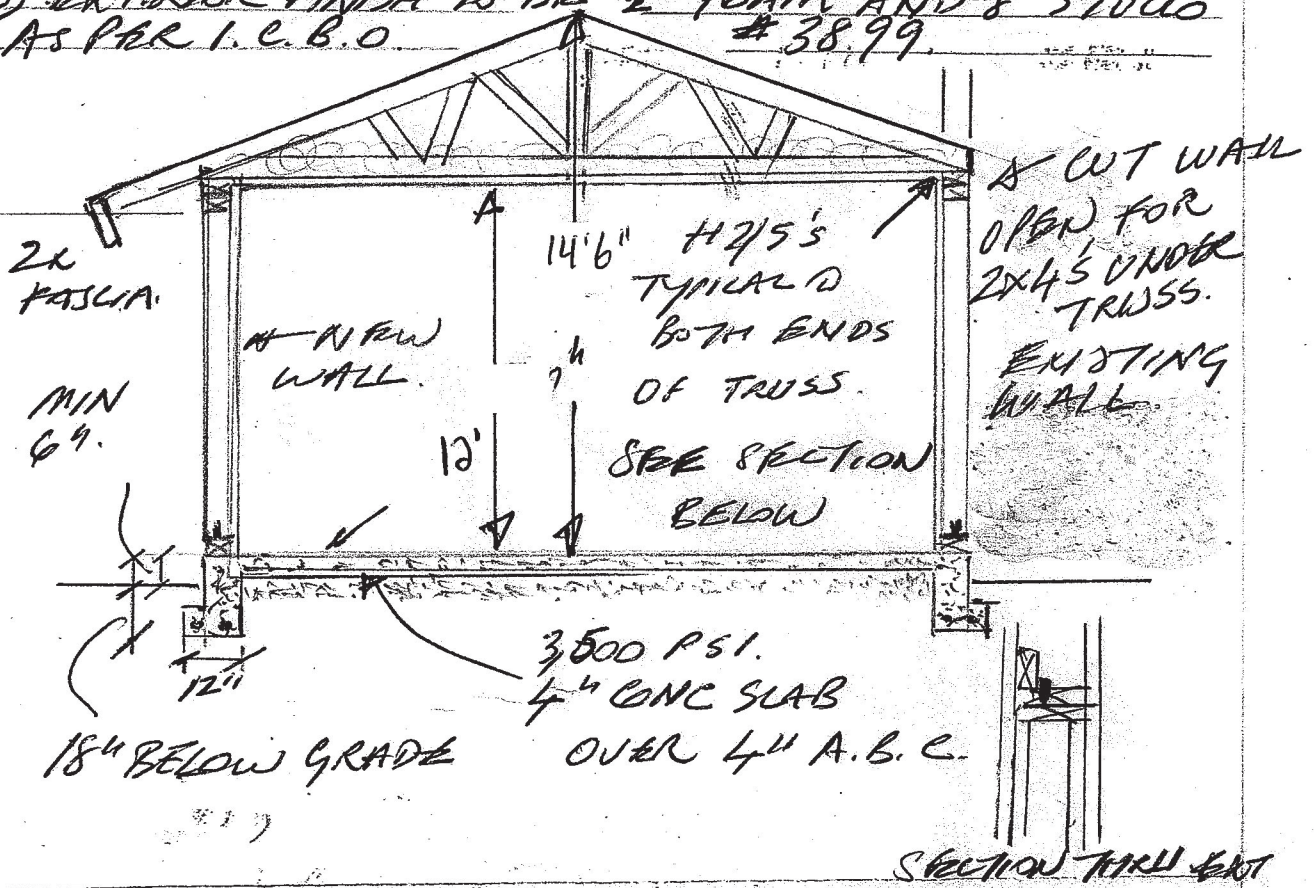 AS PER I.C.B.O. # 38.99.
2x
FASCIA.
MIN
6".
NEW
WALL.
14'6"
12'
H2/5's
TYPICAL @
BOTH ENDS
OF TRUSS.
SEE SECTION
BELOW
CUT WALL
OPEN FOR
2X4'S UNDER
TRUSS.
EXISTING
WALL.
12"
18" BELOW GRADE
3,500 PSI.
4" CONC SLAB
OVER 4" A.B.C.
SECTION THRU